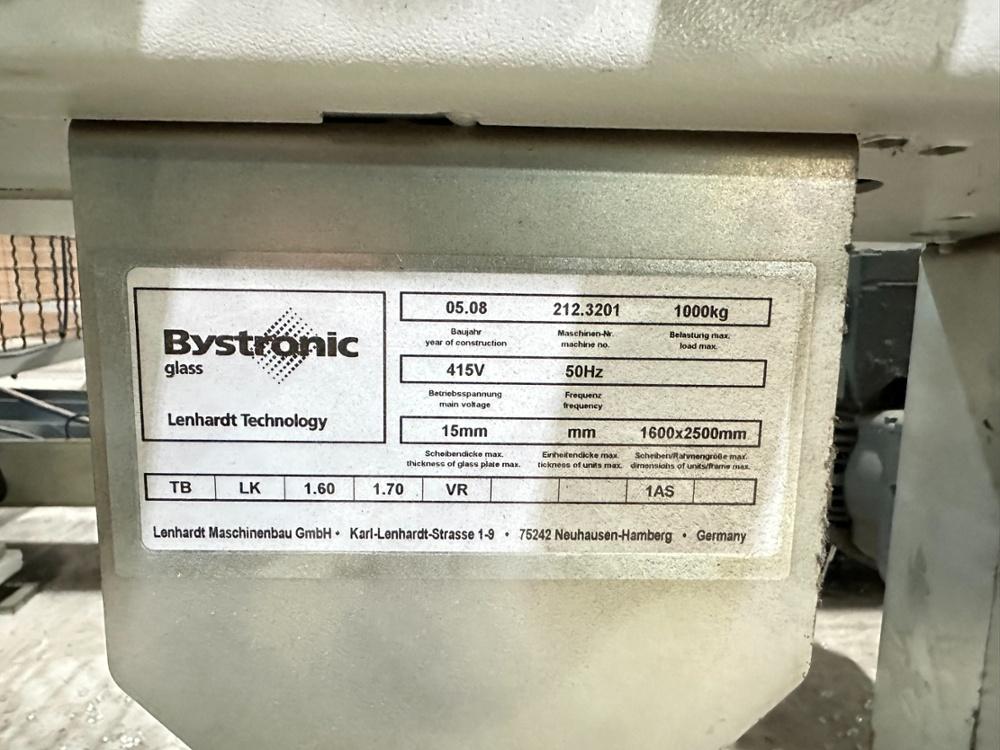 Bystronic
glass
Lenhardt Technology
05.08 212.3201 1000kg
Baujahr Maschinen-Nr. Belastung max.
year of construction machine no. load max.
415V 50Hz
Betriebsspannung Frequenz
main voltage frequency
15mm mm 1600x2500mm
Scheibendicke max. Einheitendicke max. Scheiben/Rahmengröße max.
thickness of glass plate max. tickness of units max. dimensions of units/frame max.
TB LK 1.60 1.70 VR 1AS
Lenhardt Maschinenbau GmbH • Karl-Lenhardt-Strasse 1-9 • 75242 Neuhausen-Hamberg • Germany